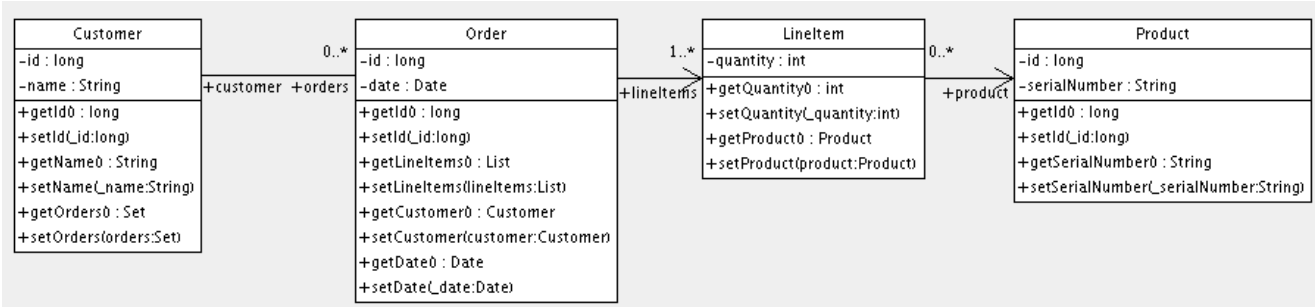 Customer
-id : long
-name : String
+getId() : long
+setId(_id:long)
+getName() : String
+setName(_name:String)
+getOrders() : Set
+setOrders(orders:Set)
0..*
+customer +orders
Order
-id : long
-date : Date
+getId() : long
+setId(_id:long)
+getLineItems() : List
+setLineItems(lineItems:List)
+getCustomer() : Customer
+setCustomer(customer:Customer)
+getDate() : Date
+setDate(_date:Date)
1..*
+lineItems
LineItem
-quantity : int
+getQuantity() : int
+setQuantity(_quantity:int)
+getProduct() : Product
+setProduct(product:Product)
0..*
+product
Product
-id : long
-serialNumber : String
+getId() : long
+setId(_id:long)
+getSerialNumber() : String
+setSerialNumber(_serialNumber:String)